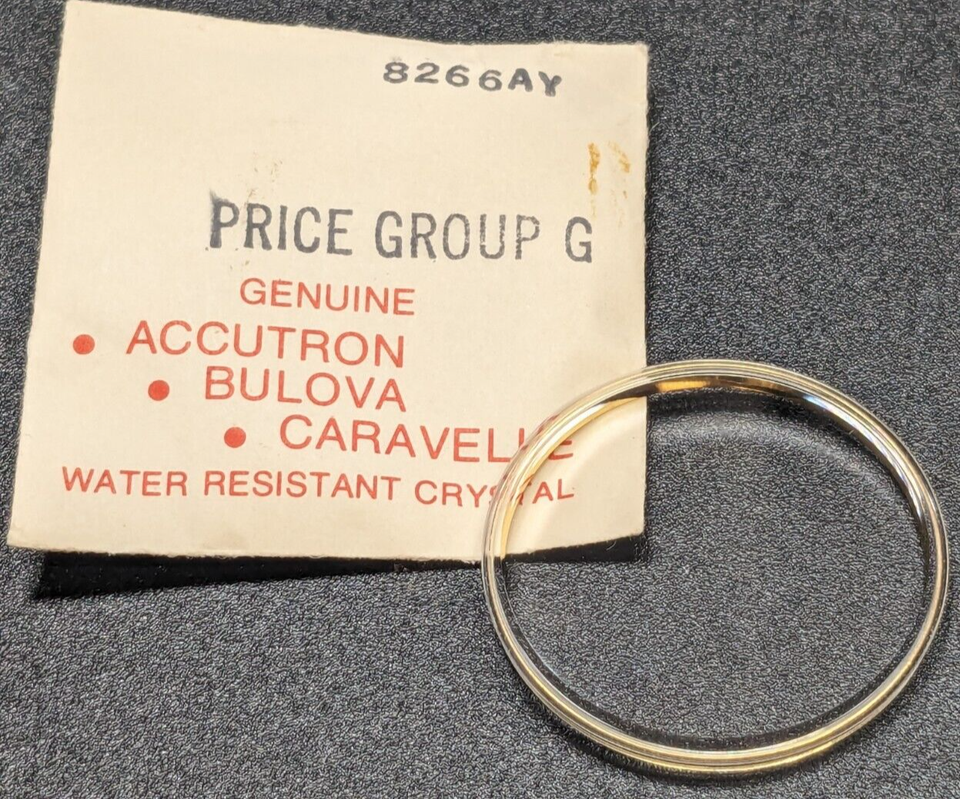 8266AY
PRICE GROUP G
GENUINE
• ACCUTRON
• BULOVA
• CARAVELLE
WATER RESISTANT CRYSTAL